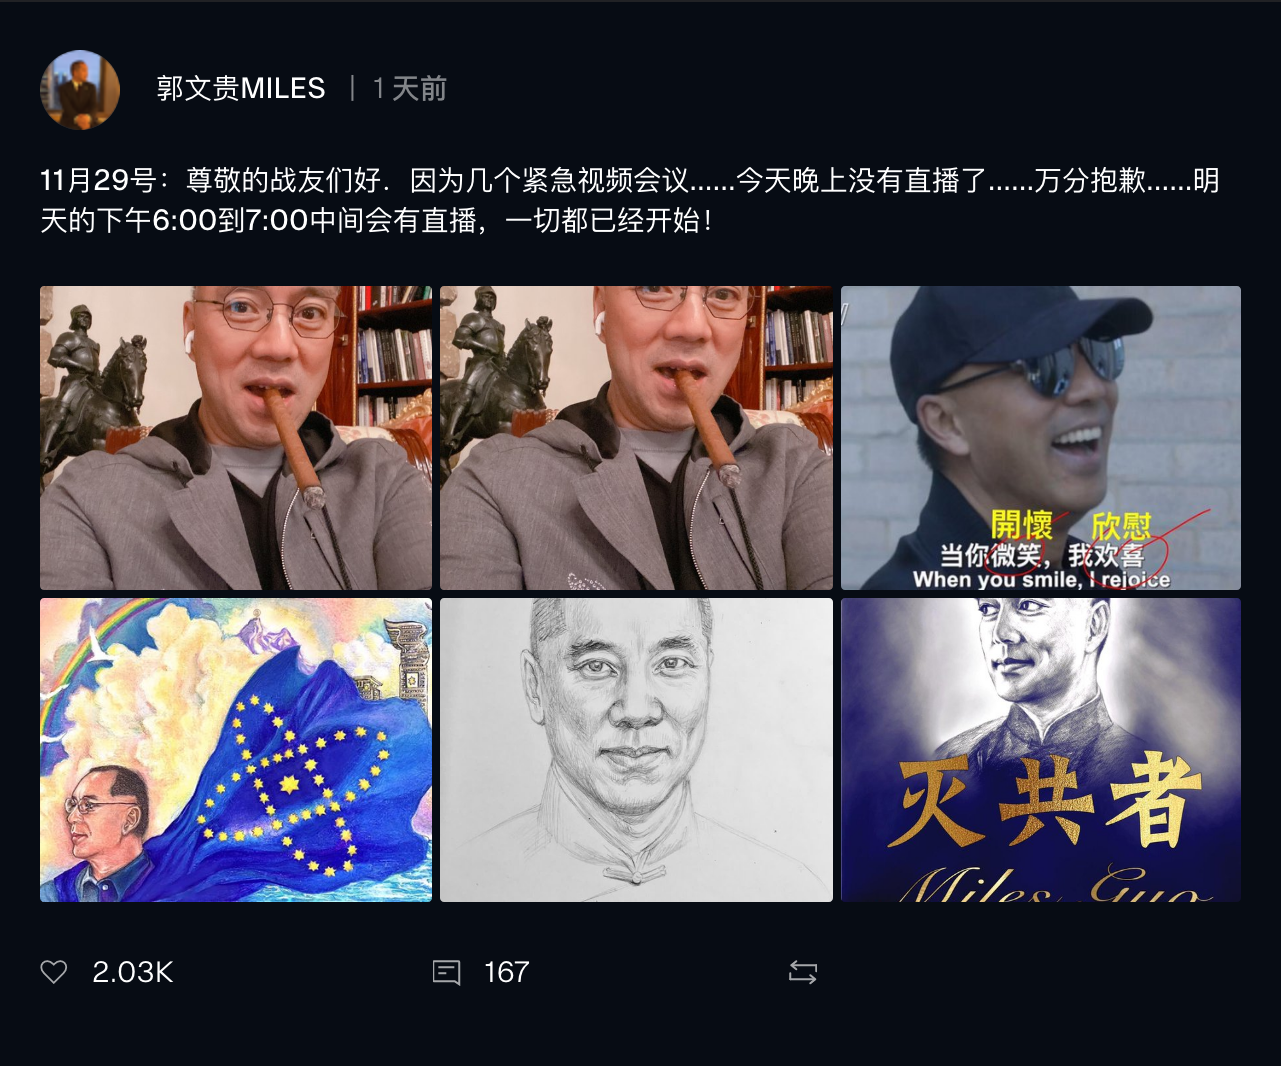 郭文贵MILES | 1 天前
11月29号：尊敬的战友们好．因为几个紧急视频会议……今天晚上没有直播了……万分抱歉……明
天的下午6:00到7:00中间会有直播，一切都已经开始！
開懷 欣慰
当你微笑，我欢喜
When you smile, I rejoice
灭共者
Miles Guo
2.03K 167